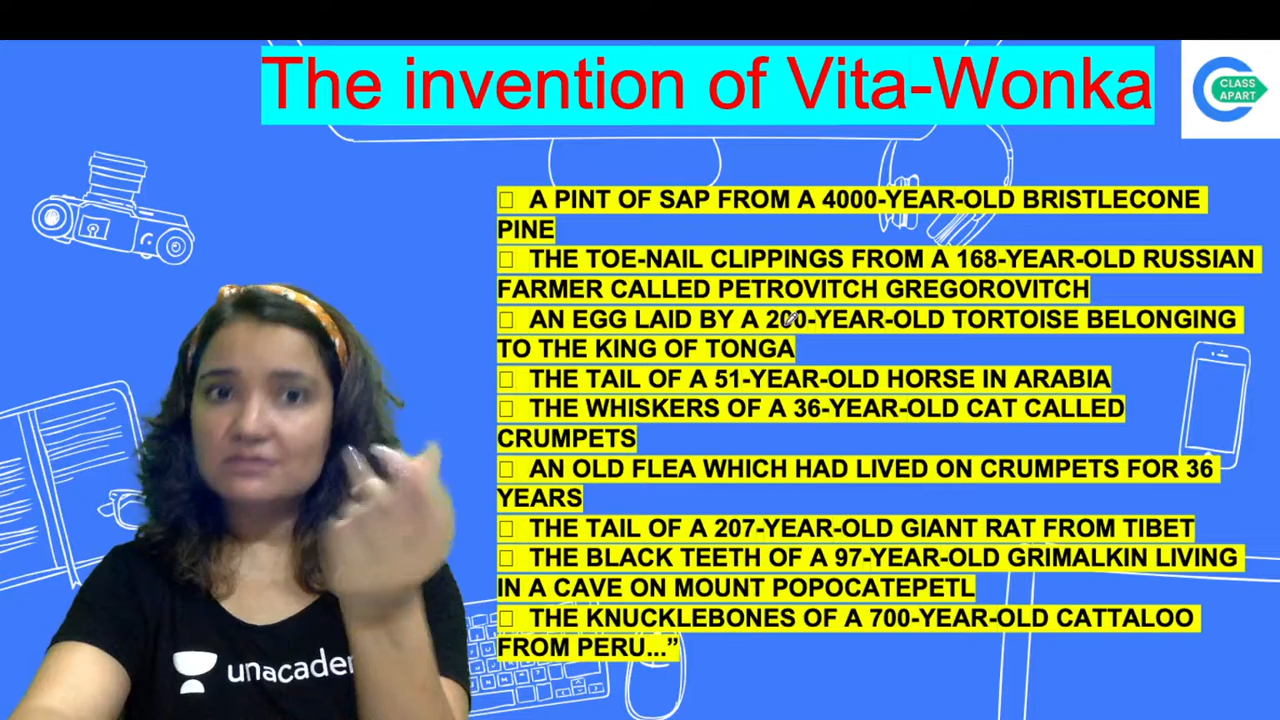 The invention of Vita-Wonka
CLASS
APART
A PINT OF SAP FROM A 4000-YEAR-OLD BRISTLECONE
PINE
THE TOE-NAIL CLIPPINGS FROM A 168-YEAR-OLD RUSSIAN
FARMER CALLED PETROVITCH GREGOROVITCH
AN EGG LAID BY A 200-YEAR-OLD TORTOISE BELONGING
TO THE KING OF TONGA
THE TAIL OF A 51-YEAR-OLD HORSE IN ARABIA
THE WHISKERS OF A 36-YEAR-OLD CAT CALLED
CRUMPETS
AN OLD FLEA WHICH HAD LIVED ON CRUMPETS FOR 36
YEARS
THE TAIL OF A 207-YEAR-OLD GIANT RAT FROM TIBET
THE BLACK TEETH OF A 97-YEAR-OLD GRIMALKIN LIVING
IN A CAVE ON MOUNT POPOCATEPETL
THE KNUCKLEBONES OF A 700-YEAR-OLD CATTALOO
FROM PERU...”
unacade